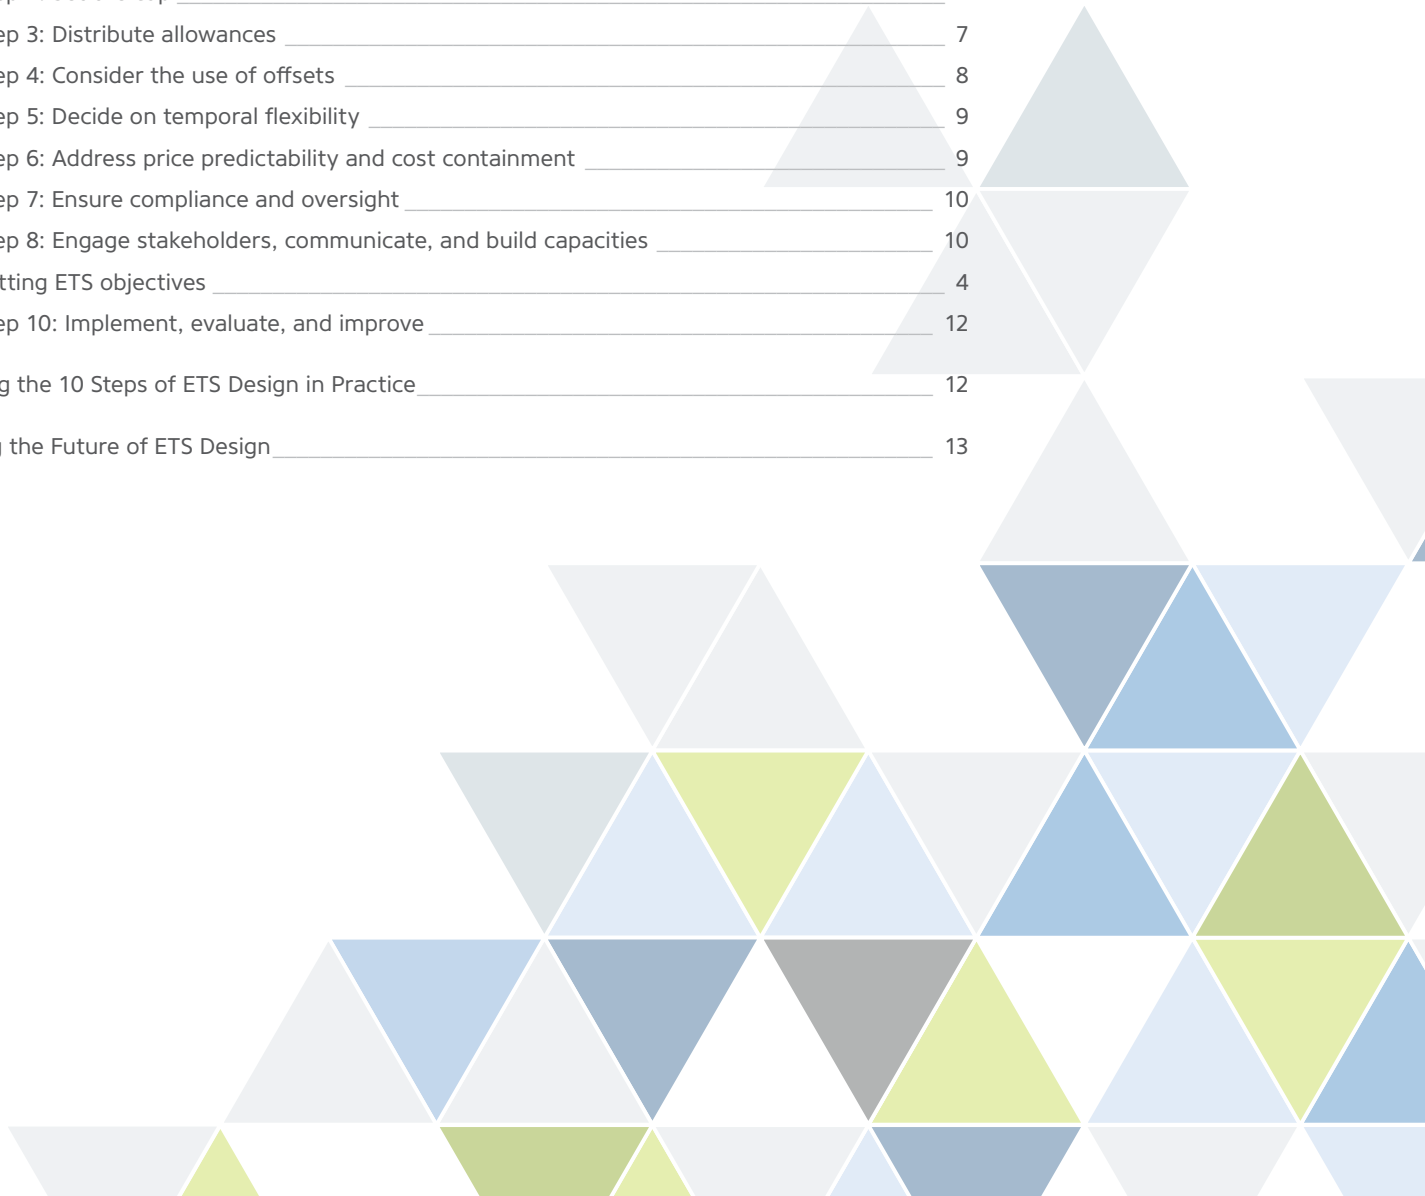 ep 3: Distribute allowances 7
ep 4: Consider the use of offsets 8
ep 5: Decide on temporal flexibility 9
ep 6: Address price predictability and cost containment 9
ep 7: Ensure compliance and oversight 10
ep 8: Engage stakeholders, communicate, and build capacities 10
tting ETS objectives 4
ep 10: Implement, evaluate, and improve 12
g the 10 Steps of ETS Design in Practice 12
g the Future of ETS Design 13